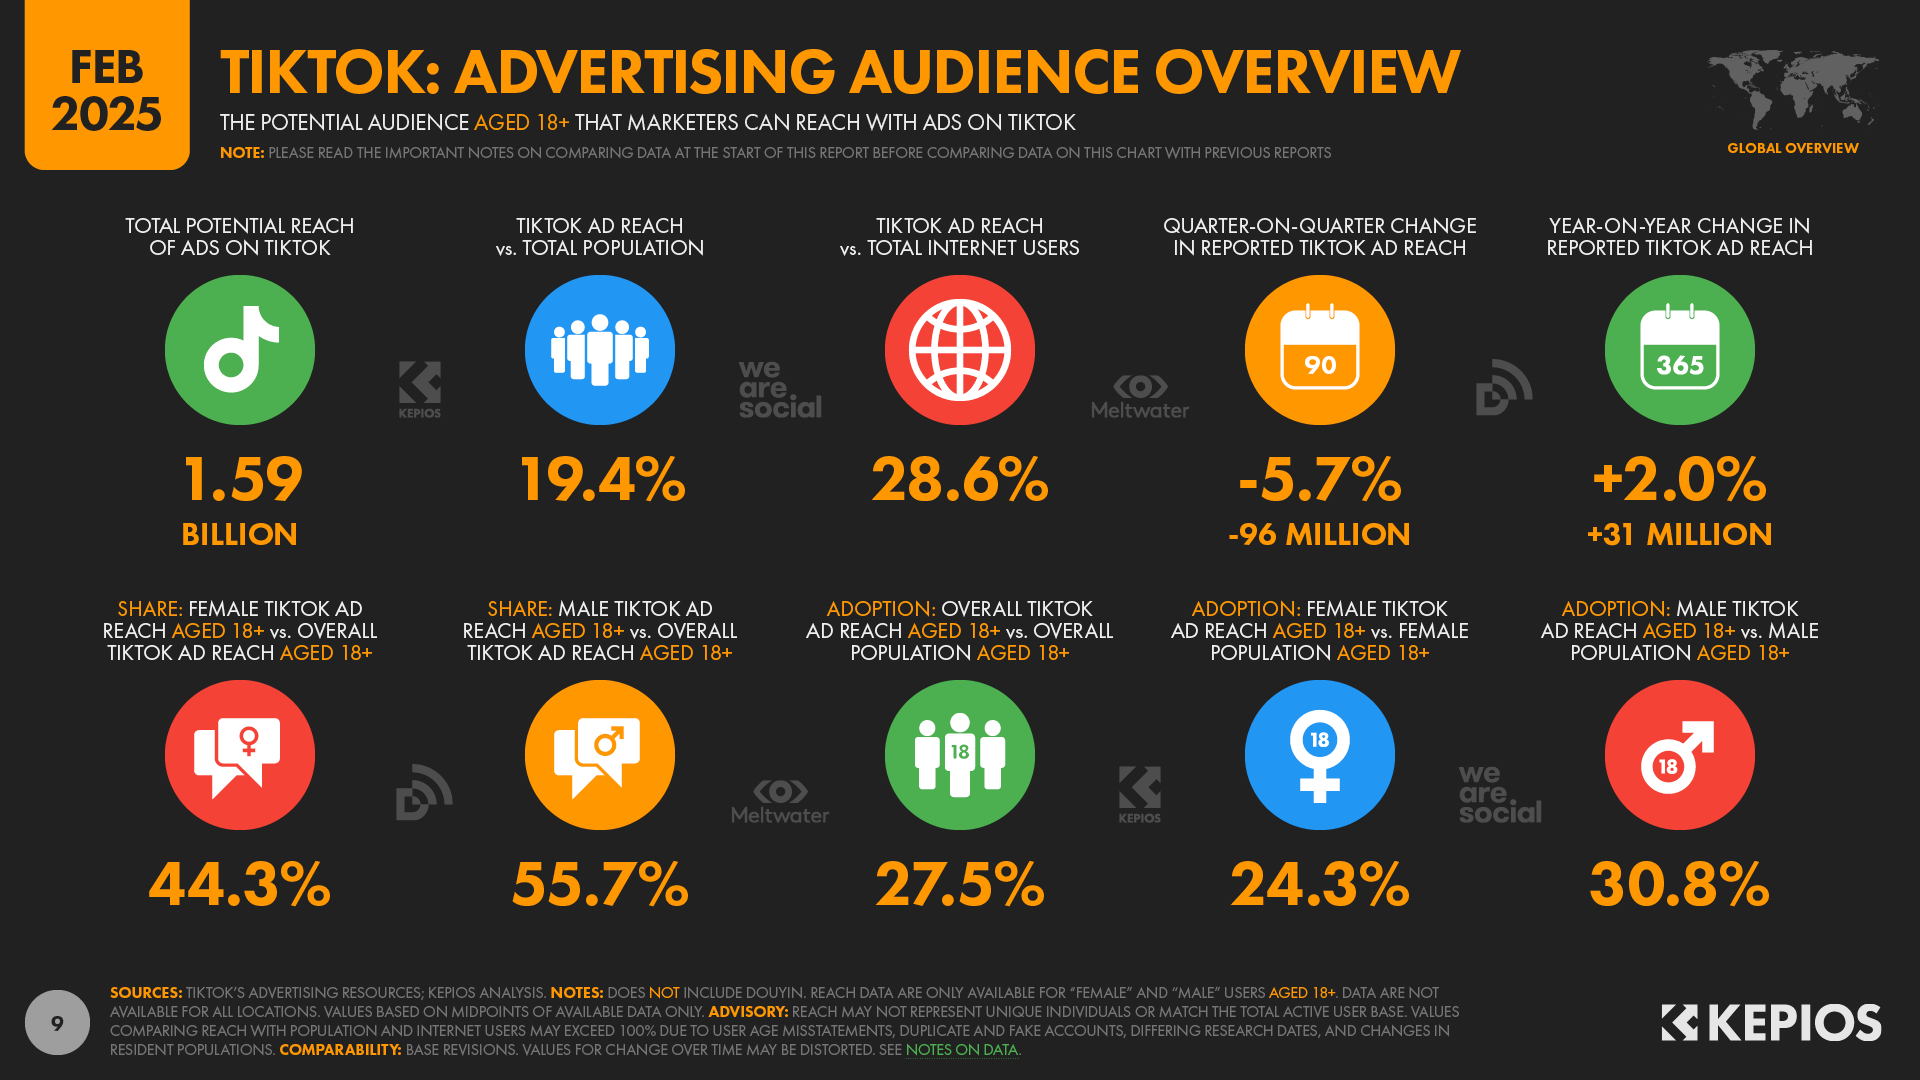 FEB
2025
TIKTOK: ADVERTISING AUDIENCE OVERVIEW
THE POTENTIAL AUDIENCE AGED 18+ THAT MARKETERS CAN REACH WITH ADS ON TIKTOK
NOTE: PLEASE READ THE IMPORTANT NOTES ON COMPARING DATA AT THE START OF THIS REPORT BEFORE COMPARING DATA ON THIS CHART WITH PREVIOUS REPORTS
GLOBAL OVERVIEW
TOTAL POTENTIAL REACH
OF ADS ON TIKTOK
1.59
BILLION
TIKTOK AD REACH
vs. TOTAL POPULATION
19.4%
TIKTOK AD REACH
vs. TOTAL INTERNET USERS
28.6%
QUARTER-ON-QUARTER CHANGE
IN REPORTED TIKTOK AD REACH
90
-5.7%
-96 MILLION
YEAR-ON-YEAR CHANGE IN
REPORTED TIKTOK AD REACH
365
+2.0%
+31 MILLION
KEPIOS
we
are
social
Meltwater
SHARE: FEMALE TIKTOK AD
REACH AGED 18+ vs. OVERALL
TIKTOK AD REACH AGED 18+
44.3%
SHARE: MALE TIKTOK AD
REACH AGED 18+ vs. OVERALL
TIKTOK AD REACH AGED 18+
55.7%
ADOPTION: OVERALL TIKTOK
AD REACH AGED 18+ vs. OVERALL
POPULATION AGED 18+
18
27.5%
ADOPTION: FEMALE TIKTOK
AD REACH AGED 18+ vs. FEMALE
POPULATION AGED 18+
18
24.3%
ADOPTION: MALE TIKTOK
AD REACH AGED 18+ vs. MALE
POPULATION AGED 18+
18
30.8%
Meltwater
KEPIOS
we
are
social
9
SOURCES: TIKTOK'S ADVERTISING RESOURCES; KEPIOS ANALYSIS. NOTES: DOES NOT INCLUDE DOUYIN. REACH DATA ARE ONLY AVAILABLE FOR "FEMALE" AND "MALE" USERS AGED 18+. DATA ARE NOT
AVAILABLE FOR ALL LOCATIONS. VALUES BASED ON MIDPOINTS OF AVAILABLE DATA ONLY. ADVISORY: REACH MAY NOT REPRESENT UNIQUE INDIVIDUALS OR MATCH THE TOTAL ACTIVE USER BASE. VALUES
COMPARING REACH WITH POPULATION AND INTERNET USERS MAY EXCEED 100% DUE TO USER AGE MISSTATEMENTS, DUPLICATE AND FAKE ACCOUNTS, DIFFERING RESEARCH DATES, AND CHANGES IN
RESIDENT POPULATIONS. COMPARABILITY: BASE REVISIONS. VALUES FOR CHANGE OVER TIME MAY BE DISTORTED. SEE NOTES ON DATA.
KEPIOS